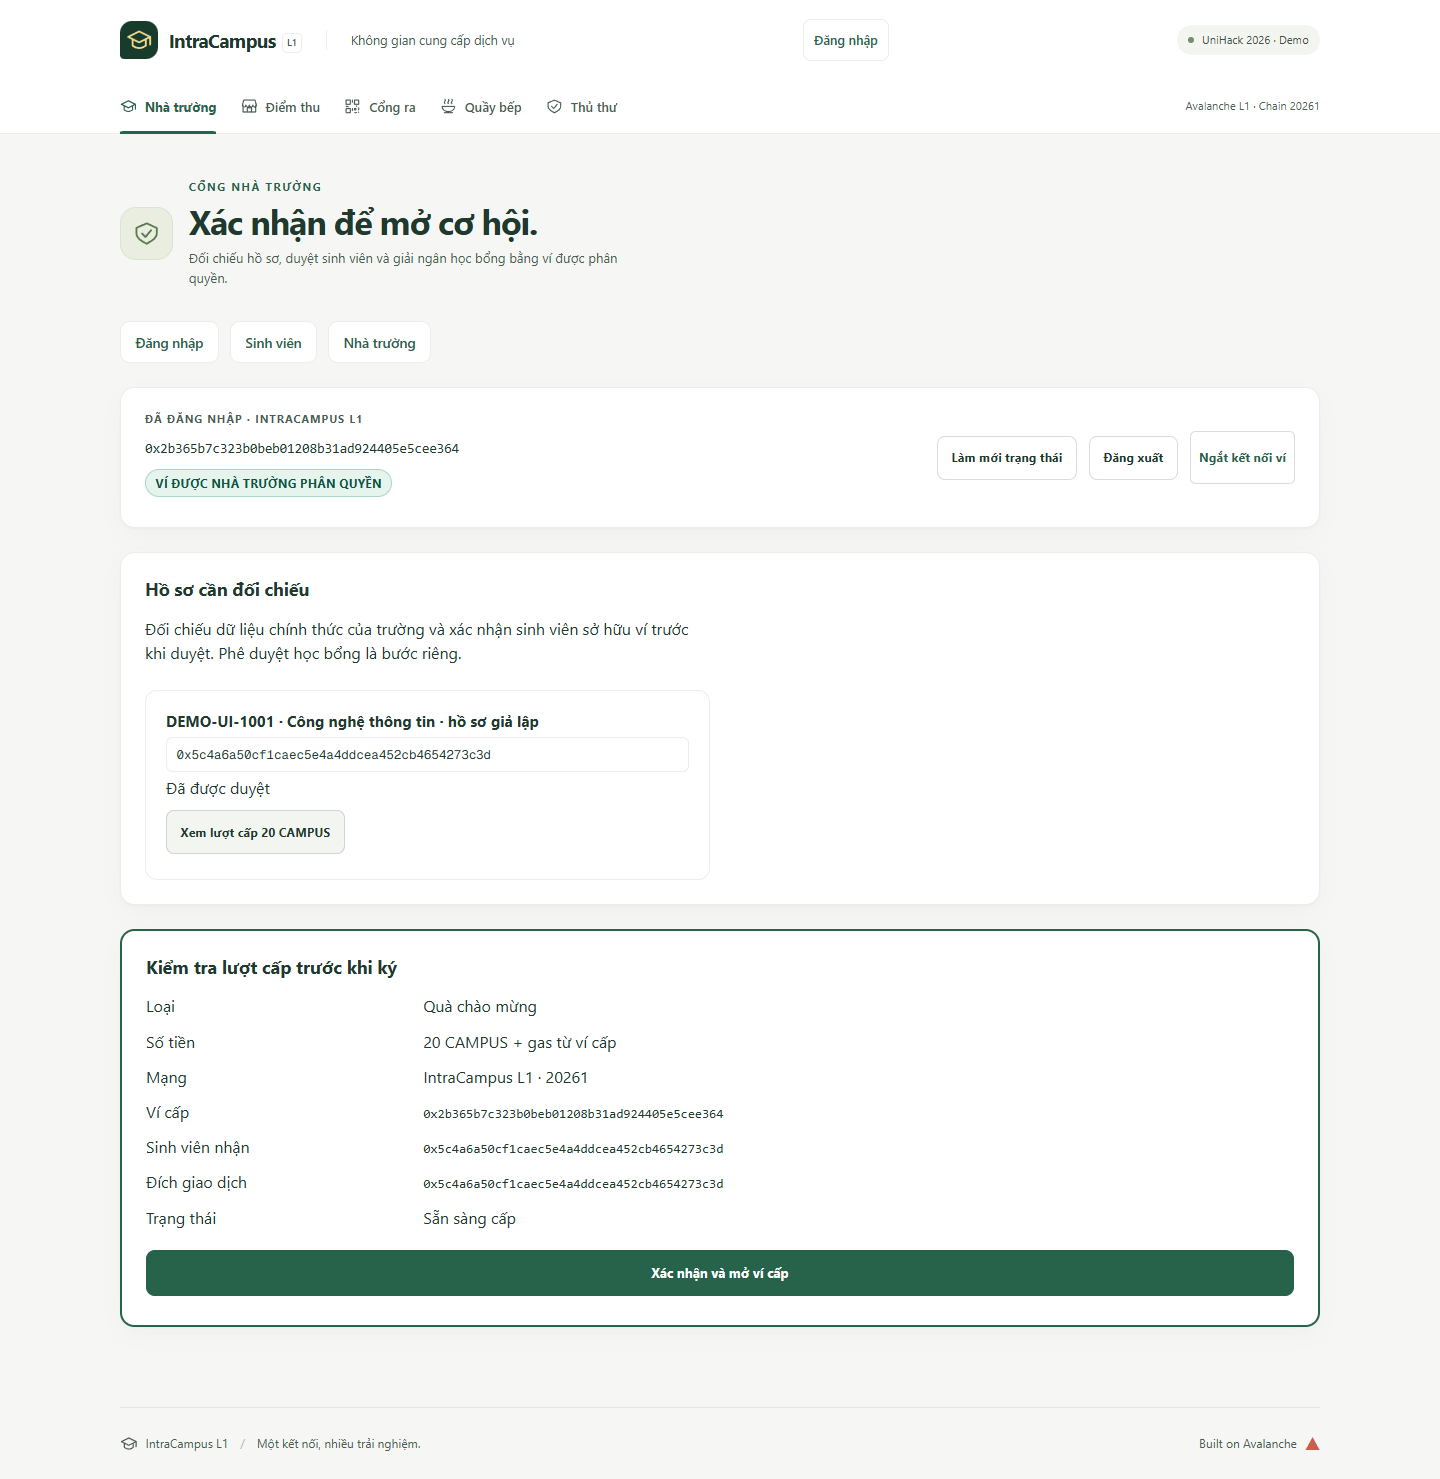 IntraCampus L1
Không gian cung cấp dịch vụ
Đăng nhập
UniHack 2026 · Demo
Nhà trường
Điểm thu
Cổng ra
Quầy bếp
Thủ thư
Avalanche L1 · Chain 20261
CỔNG NHÀ TRƯỜNG
Xác nhận để mở cơ hội.
Đối chiếu hồ sơ, duyệt sinh viên và giải ngân học bổng bằng ví được phân
quyền.
Đăng nhập
Sinh viên
Nhà trường
ĐÃ ĐĂNG NHẬP · INTRACAMPUS L1
0x2b365b7c323b0beb01208b31ad924405e5cee364
VÍ ĐƯỢC NHÀ TRƯỜNG PHÂN QUYỀN
Làm mới trạng thái
Đăng xuất
Ngắt kết nối ví
Hồ sơ cần đối chiếu
Đối chiếu dữ liệu chính thức của trường và xác nhận sinh viên sở hữu ví trước
khi duyệt. Phê duyệt học bổng là bước riêng.
DEMO-UI-1001 · Công nghệ thông tin · hồ sơ giả lập
0x5c4a6a50cf1caec5e4a4ddcea452cb4654273c3d
Đã được duyệt
Xem lượt cấp 20 CAMPUS
Kiểm tra lượt cấp trước khi ký
Loại Quà chào mừng
Số tiền 20 CAMPUS + gas từ ví cấp
Mạng IntraCampus L1 · 20261
Ví cấp 0x2b365b7c323b0beb01208b31ad924405e5cee364
Sinh viên nhận 0x5c4a6a50cf1caec5e4a4ddcea452cb4654273c3d
Đích giao dịch 0x5c4a6a50cf1caec5e4a4ddcea452cb4654273c3d
Trạng thái Sẵn sàng cấp
Xác nhận và mở ví cấp
IntraCampus L1 / Một kết nối, nhiều trải nghiệm.
Built on Avalanche